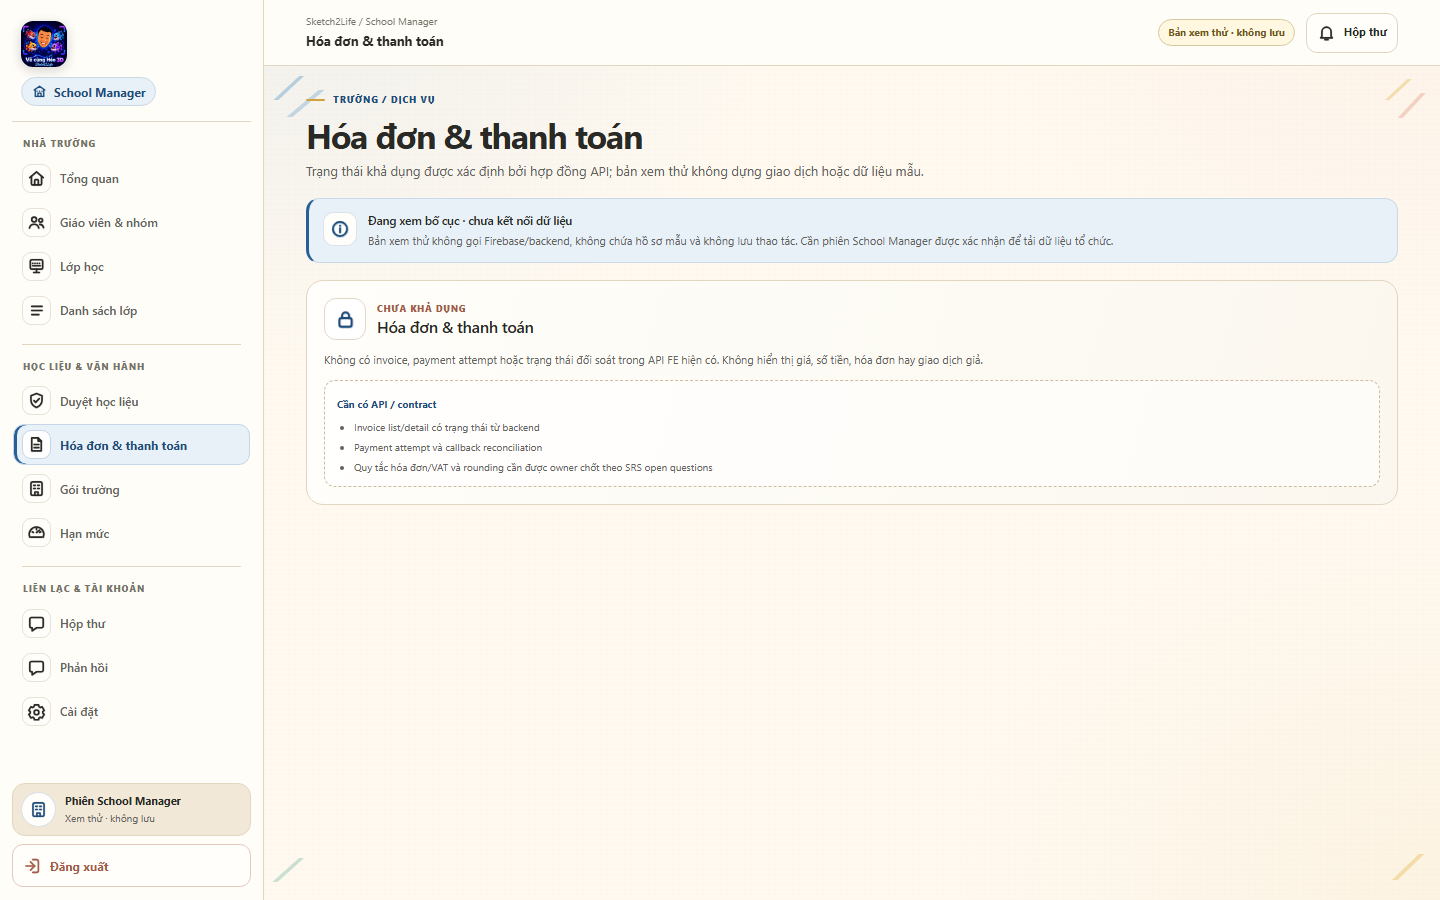 Vô cùng Héo 3D
School Manager
NHÀ TRƯỜNG
Tổng quan
Giáo viên & nhóm
Lớp học
Danh sách lớp
HỌC LIỆU & VẬN HÀNH
Duyệt học liệu
Hóa đơn & thanh toán
Gói trường
Hạn mức
LIÊN LẠC & TÀI KHOẢN
Hộp thư
Phản hồi
Cài đặt
Phiên School Manager
Xem thử · không lưu
Đăng xuất
Sketch2Life / School Manager
Hóa đơn & thanh toán
Bản xem thử · không lưu
Hộp thư
TRƯỜNG / DỊCH VỤ
Hóa đơn & thanh toán
Trạng thái khả dụng được xác định bởi hợp đồng API; bản xem thử không dựng giao dịch hoặc dữ liệu mẫu.
Đang xem bố cục · chưa kết nối dữ liệu
Bản xem thử không gọi Firebase/backend, không chứa hồ sơ mẫu và không lưu thao tác. Cần phiên School Manager được xác nhận để tải dữ liệu tổ chức.
CHƯA KHẢ DỤNG
Hóa đơn & thanh toán
Không có invoice, payment attempt hoặc trạng thái đối soát trong API FE hiện có. Không hiển thị giá, số tiền, hóa đơn hay giao dịch giả.
Cần có API / contract
Invoice list/detail có trạng thái từ backend
Payment attempt và callback reconciliation
Quy tắc hóa đơn/VAT và rounding cần được owner chốt theo SRS open questions